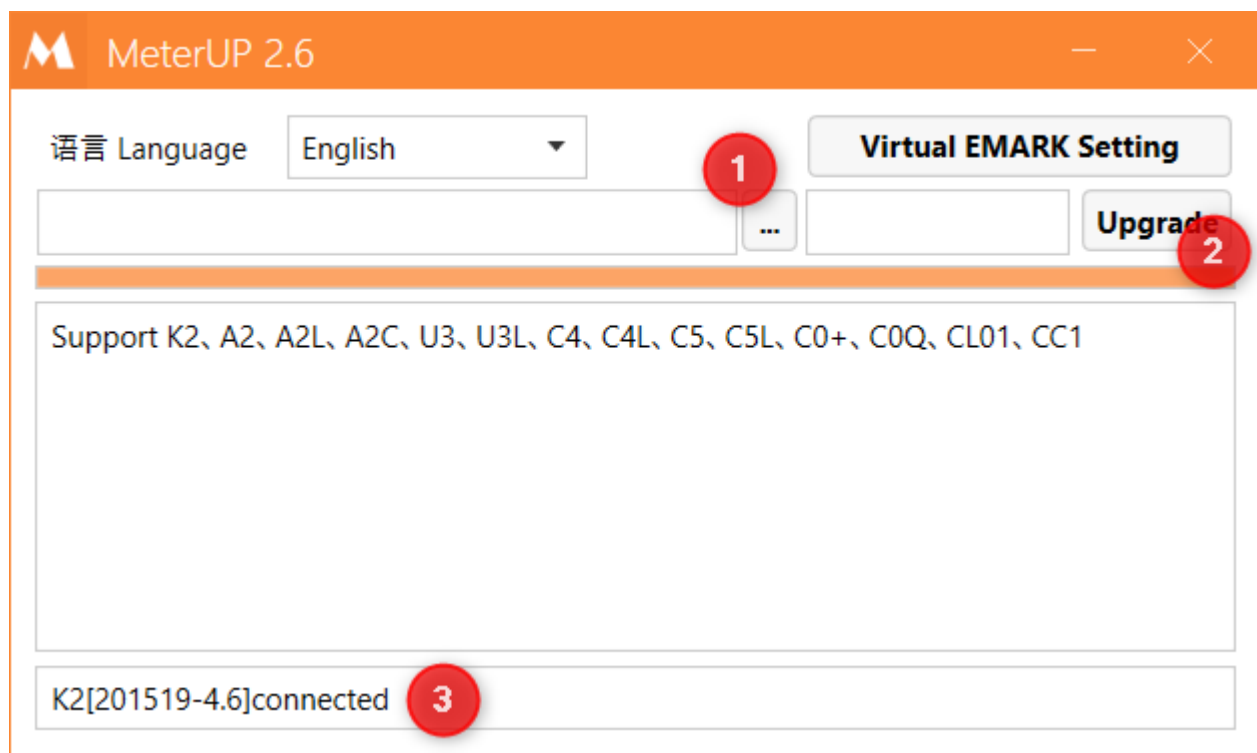 MeterUP 2.6
语言 Language English Virtual EMARK Setting
1
... Upgrade
2
Support K2、A2、A2L、A2C、U3、U3L、C4、C4L、C5、C5L、C0+、C0Q、CL01、CC1
K2[201519-4.6]connected 3